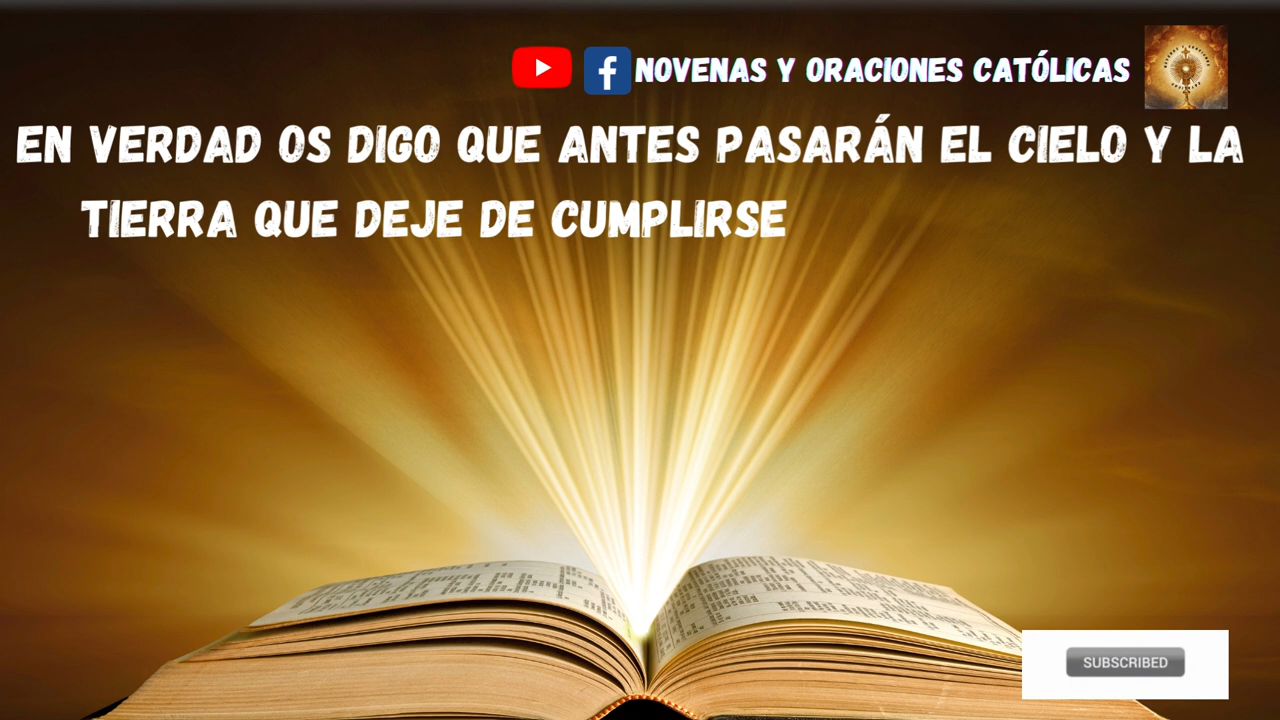 NOVENAS Y ORACIONES CATÓLICAS
EN VERDAD OS DIGO QUE ANTES PASARÁN EL CIELO Y LA
TIERRA QUE DEJE DE CUMPLIRSE
SUBSCRIBED